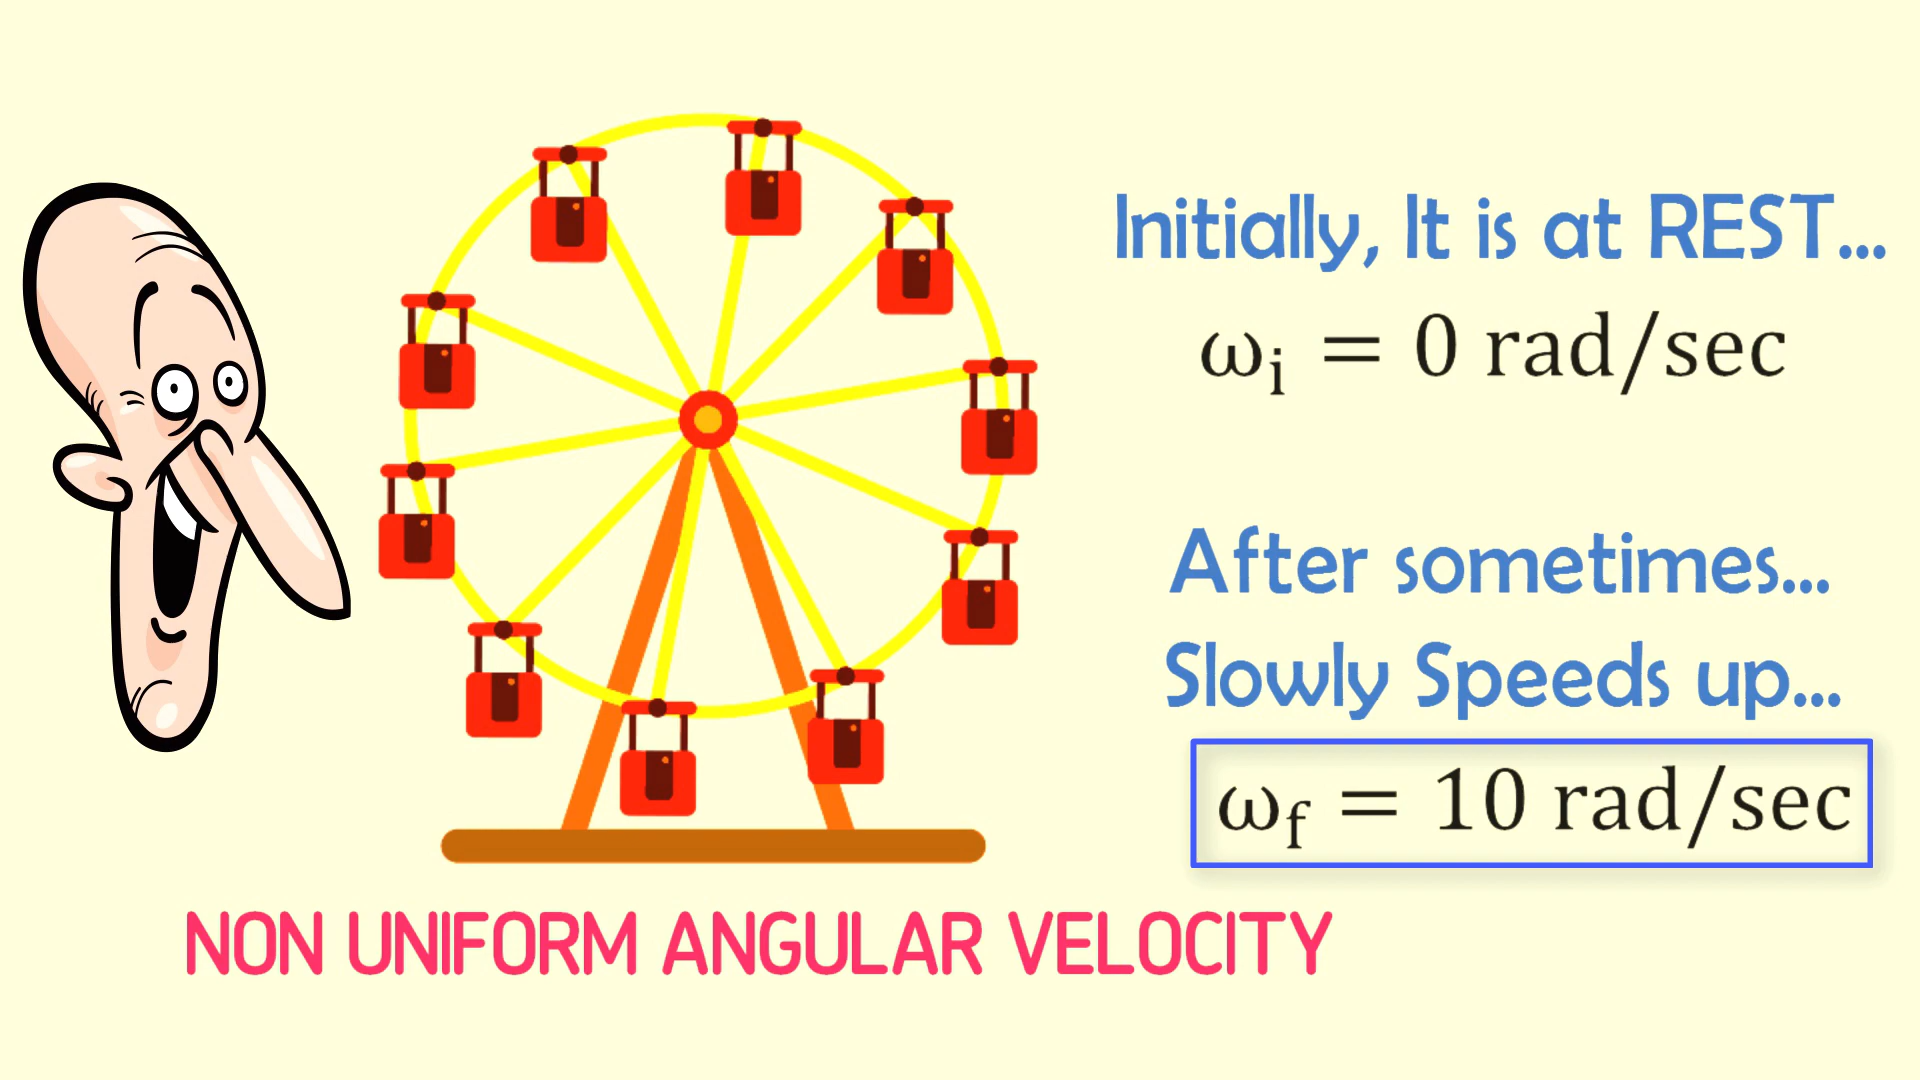 Initially, It is at REST...
ωᵢ = 0 rad/sec
After sometimes...
Slowly Speeds up...
ω_f = 10 rad/sec
NON UNIFORM ANGULAR VELOCITY